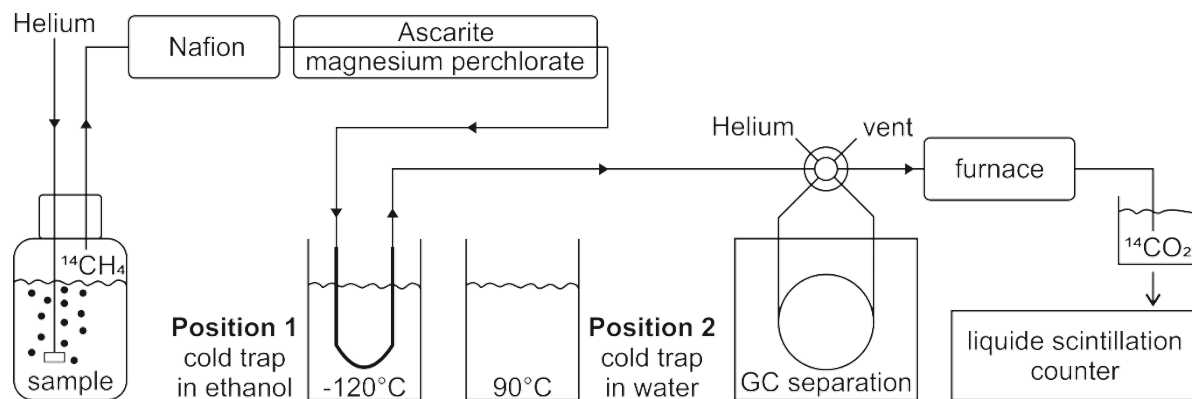 Helium
Nafion
Ascarite
magnesium perchlorate
Helium
vent
furnace
¹⁴CH₄
sample
Position 1
cold trap
in ethanol
-120°C
90°C
Position 2
cold trap
in water
GC separation
¹⁴CO₂
liquide scintillation
counter